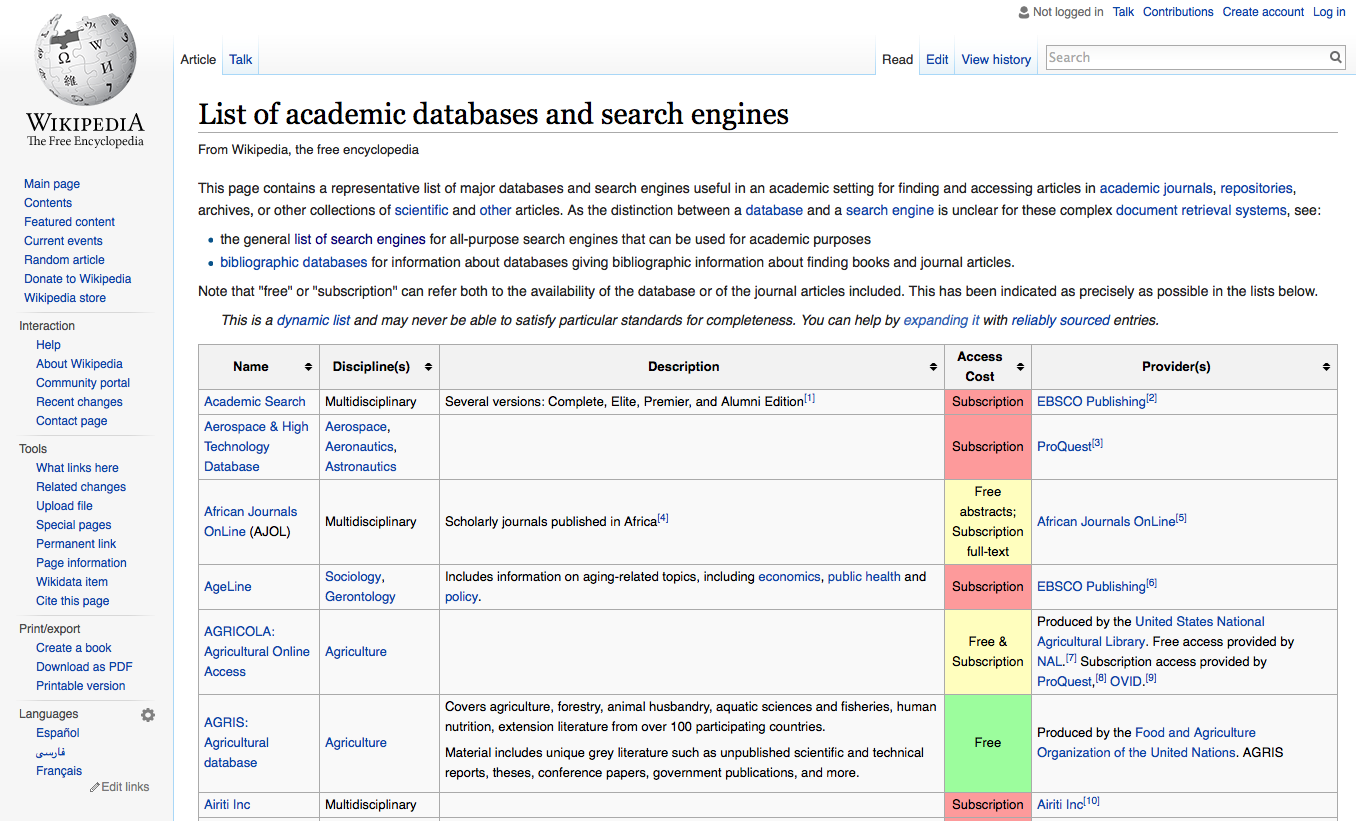 Not logged in Talk Contributions Create account Log in
Article Talk
Read Edit View history
Search
WIKIPEDIA
The Free Encyclopedia
Main page
Contents
Featured content
Current events
Random article
Donate to Wikipedia
Wikipedia store
Interaction
Help
About Wikipedia
Community portal
Recent changes
Contact page
Tools
What links here
Related changes
Upload file
Special pages
Permanent link
Page information
Wikidata item
Cite this page
Print/export
Create a book
Download as PDF
Printable version
Languages
Español
فارسی
Français
Edit links
List of academic databases and search engines
From Wikipedia, the free encyclopedia
This page contains a representative list of major databases and search engines useful in an academic setting for finding and accessing articles in academic journals, repositories,
archives, or other collections of scientific and other articles. As the distinction between a database and a search engine is unclear for these complex document retrieval systems, see:
• the general list of search engines for all-purpose search engines that can be used for academic purposes
• bibliographic databases for information about databases giving bibliographic information about finding books and journal articles.
Note that "free" or "subscription" can refer both to the availability of the database or of the journal articles included. This has been indicated as precisely as possible in the lists below.
This is a dynamic list and may never be able to satisfy particular standards for completeness. You can help by expanding it with reliably sourced entries.
Name
Discipline(s)
Description
Access
Cost
Provider(s)
Academic Search
Multidisciplinary
Several versions: Complete, Elite, Premier, and Alumni Edition[1]
Subscription
EBSCO Publishing[2]
Aerospace & High
Technology
Database
Aerospace,
Aeronautics,
Astronautics
Subscription
ProQuest[3]
African Journals
OnLine (AJOL)
Multidisciplinary
Scholarly journals published in Africa[4]
Free
abstracts;
Subscription
full-text
African Journals OnLine[5]
AgeLine
Sociology,
Gerontology
Includes information on aging-related topics, including economics, public health and
policy.
Subscription
EBSCO Publishing[6]
AGRICOLA:
Agricultural Online
Access
Agriculture
Free &
Subscription
Produced by the United States National
Agricultural Library. Free access provided by
NAL.[7] Subscription access provided by
ProQuest,[8] OVID.[9]
AGRIS:
Agricultural
database
Agriculture
Covers agriculture, forestry, animal husbandry, aquatic sciences and fisheries, human
nutrition, extension literature from over 100 participating countries.
Material includes unique grey literature such as unpublished scientific and technical
reports, theses, conference papers, government publications, and more.
Free
Produced by the Food and Agriculture
Organization of the United Nations. AGRIS
Airiti Inc
Multidisciplinary
Subscription
Airiti Inc[10]